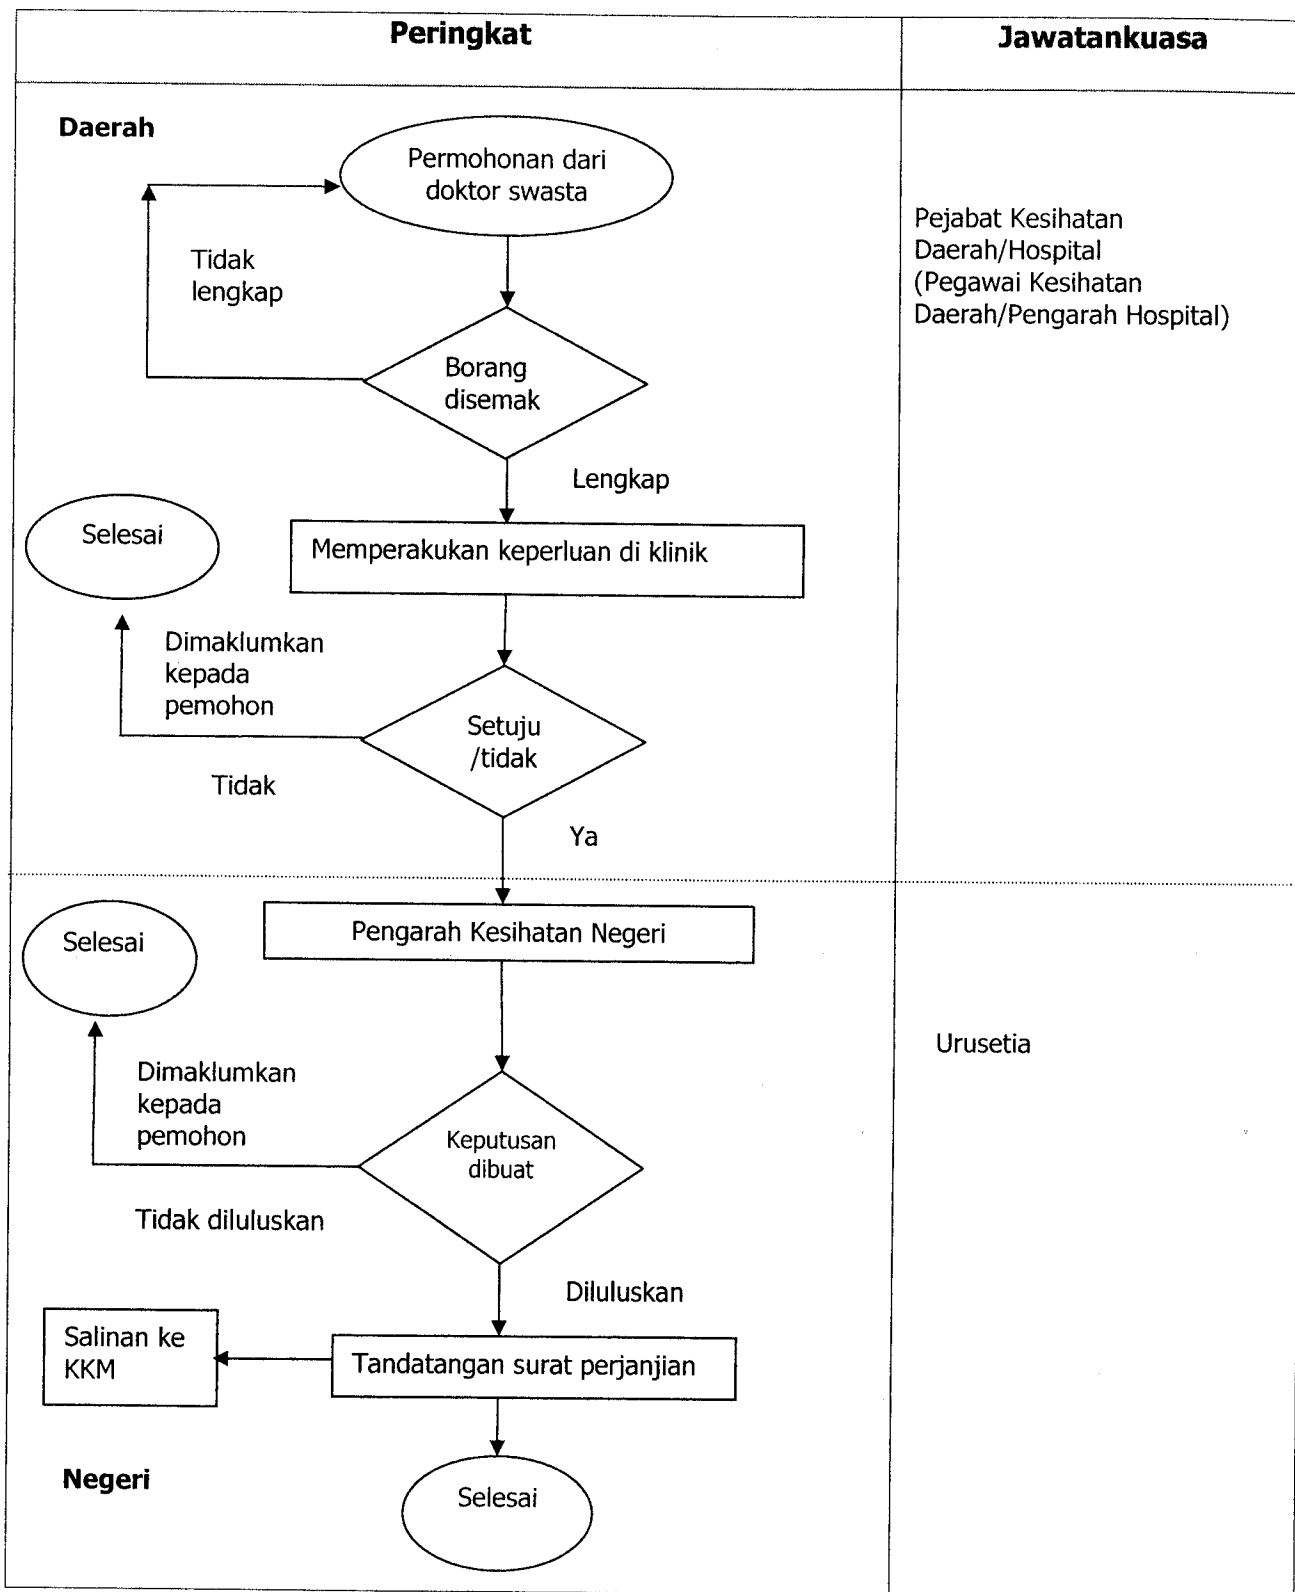 Peringkat
Jawatankuasa
Daerah
Permohonan dari
doktor swasta
Pejabat Kesihatan
Daerah/Hospital
(Pegawai Kesihatan
Daerah/Pengarah Hospital)
Tidak
lengkap
Borang
disemak
Lengkap
Selesai
Memperakukan keperluan di klinik
Dimaklumkan
kepada
pemohon
Setuju
/tidak
Tidak
Ya
Selesai
Pengarah Kesihatan Negeri
Urusetia
Dimaklumkan
kepada
pemohon
Keputusan
dibuat
Tidak diluluskan
Diluluskan
Salinan ke
KKM
Tandatangan surat perjanjian
Negeri
Selesai